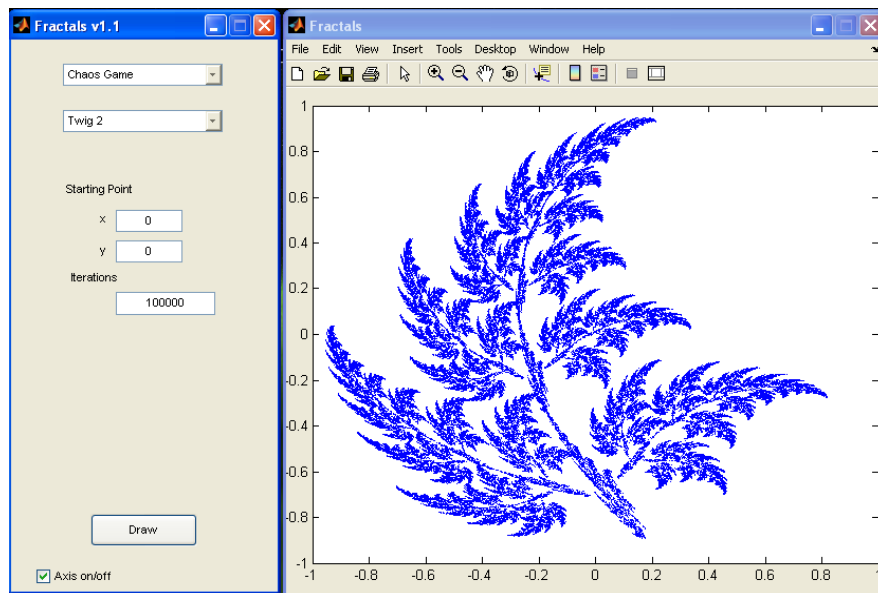 Fractals v1.1
Chaos Game
Twig 2
Starting Point
x 0
y 0
Iterations
100000
Draw
Axis on/off
Fractals
File Edit View Insert Tools Desktop Window Help
1
0.8
0.6
0.4
0.2
0
-0.2
-0.4
-0.6
-0.8
-1
-1 -0.8 -0.6 -0.4 -0.2 0 0.2 0.4 0.6 0.8 1